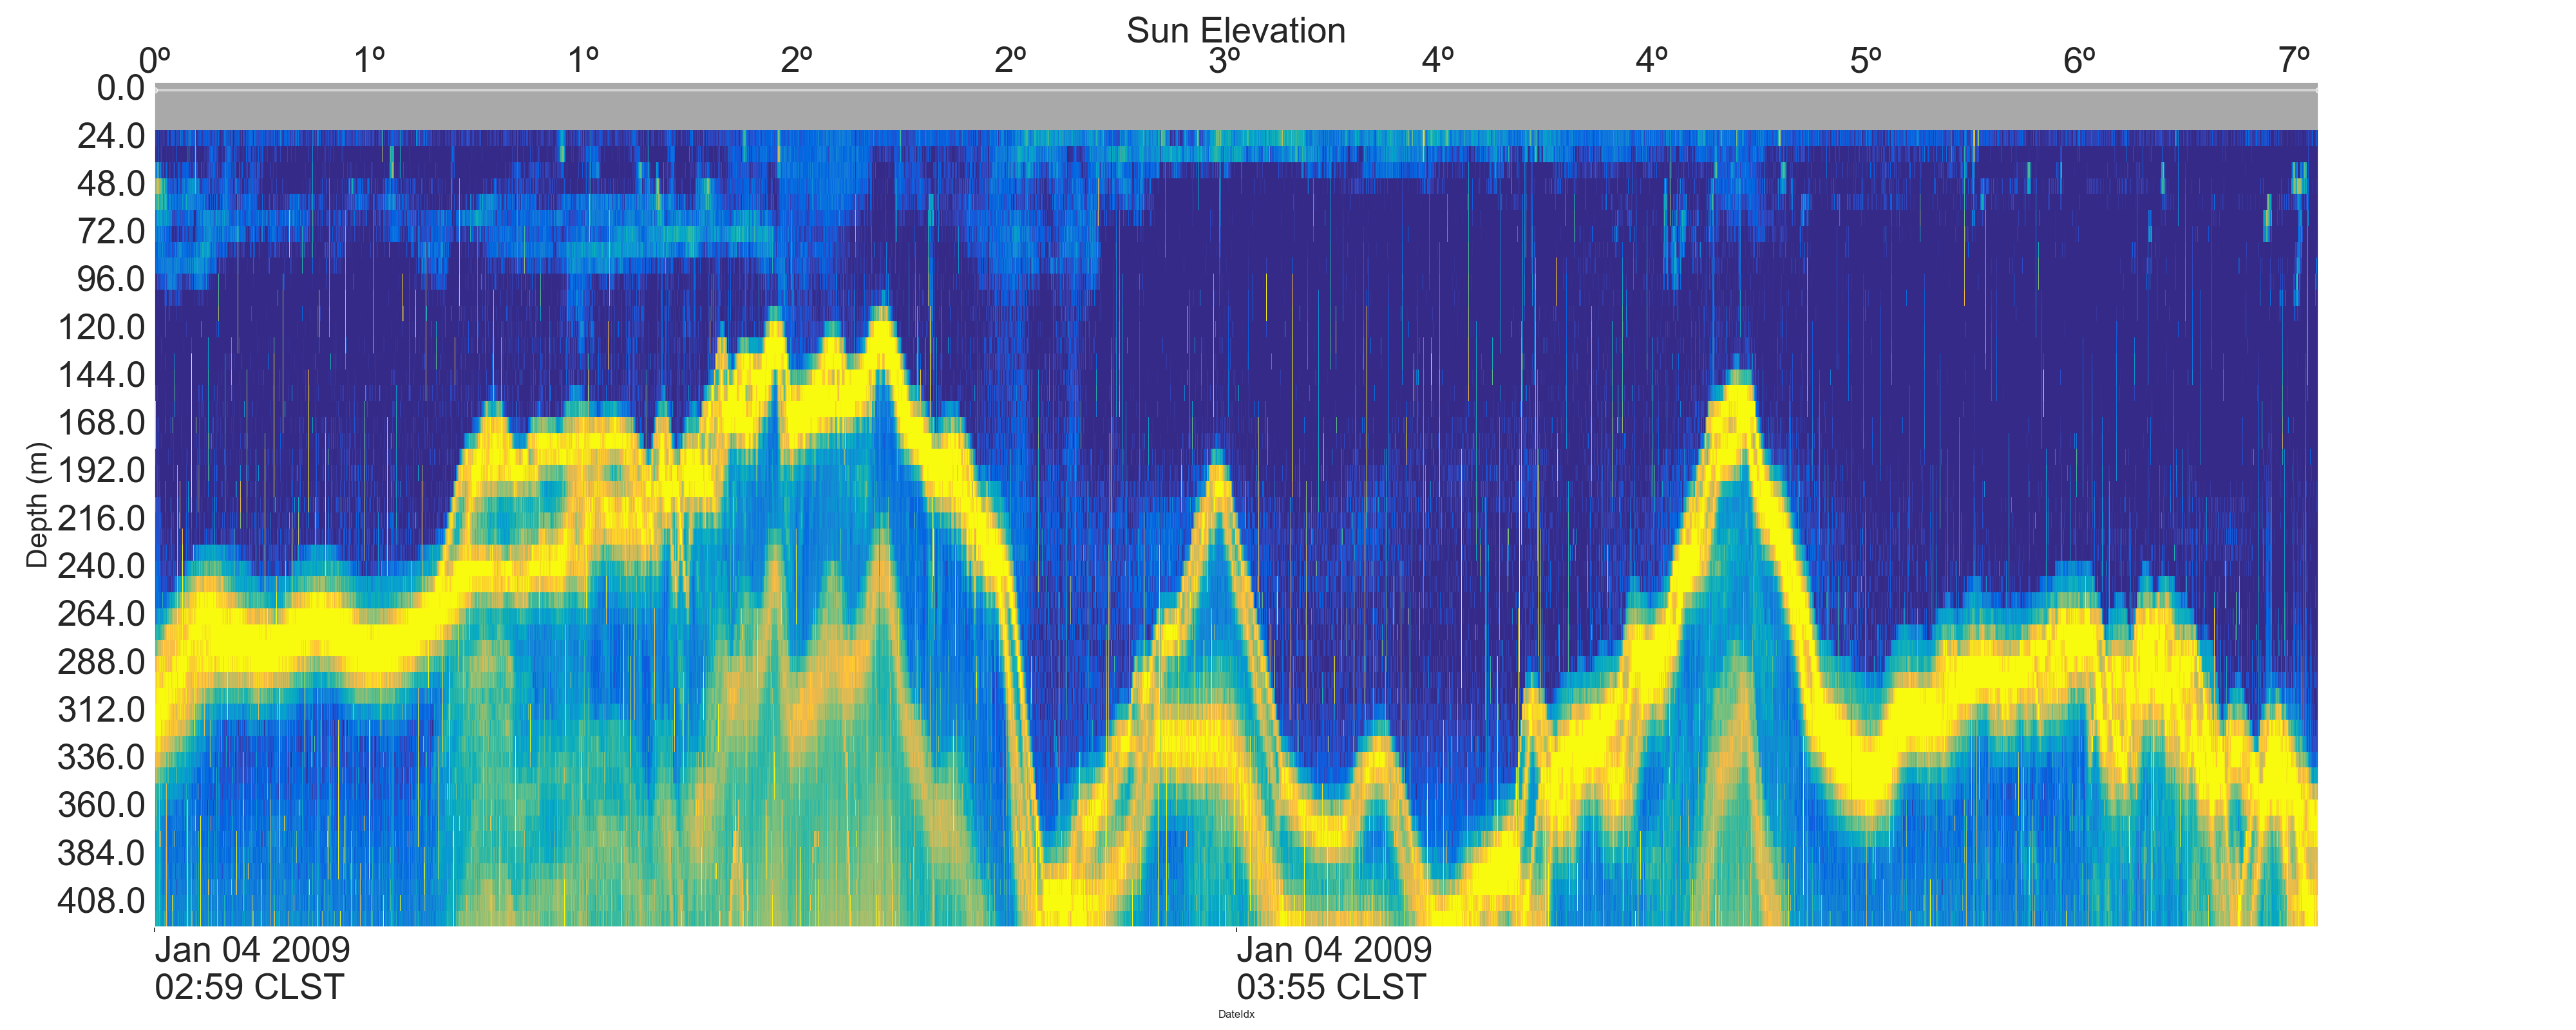 Sun Elevation
0º 1º 1º 2º 2º 3º 4º 4º 5º 6º 7º
0.0
24.0
48.0
72.0
96.0
120.0
144.0
168.0
192.0
216.0
240.0
264.0
288.0
312.0
336.0
360.0
384.0
408.0
Depth (m)
Jan 04 2009
02:59 CLST
Jan 04 2009
03:55 CLST
DateIdx